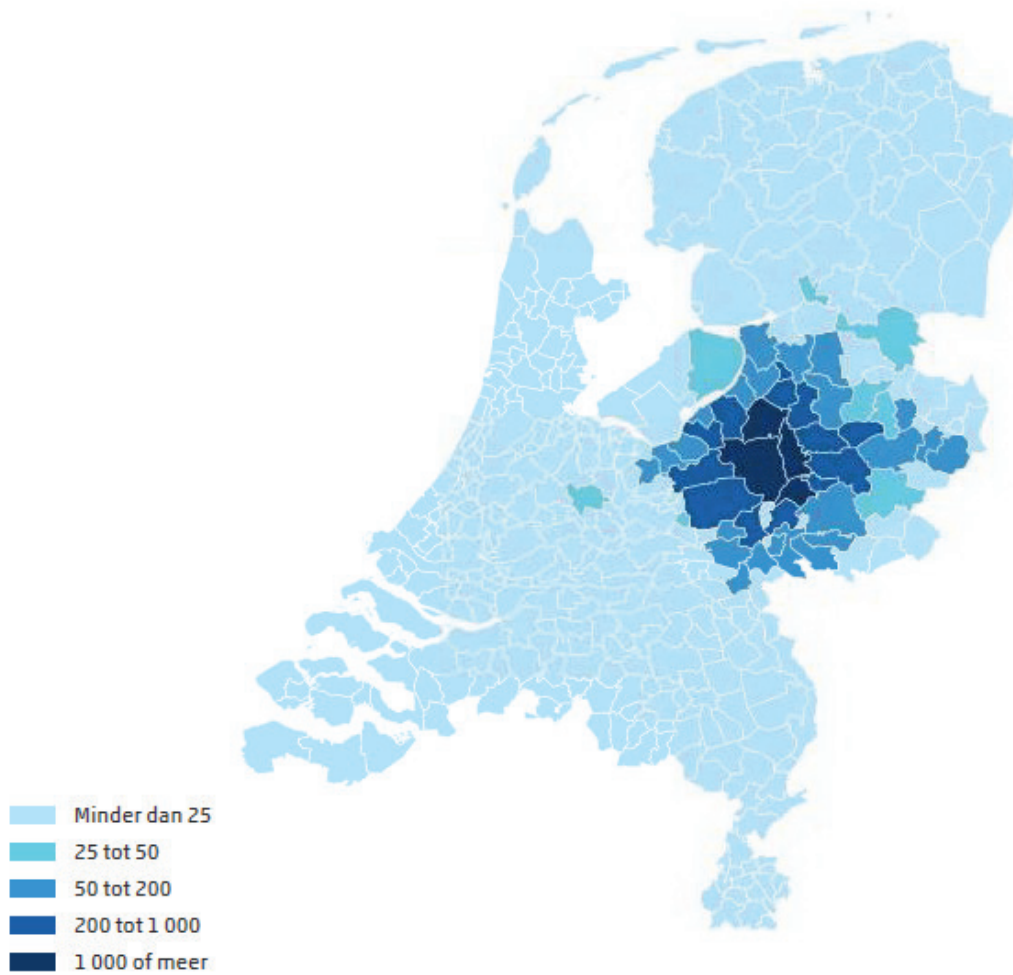 Minder dan 25
25 tot 50
50 tot 200
200 tot 1 000
1 000 of meer